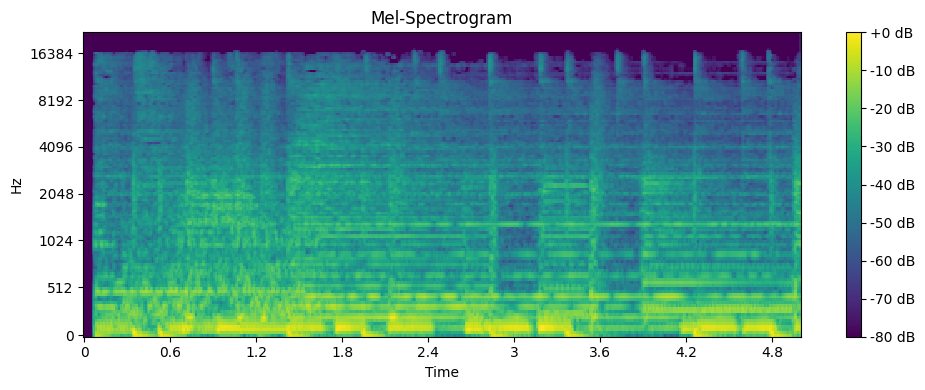 Mel-Spectrogram
16384
8192
4096
2048
1024
512
0
Hz
0 0.6 1.2 1.8 2.4 3 3.6 4.2 4.8
Time
+0 dB
-10 dB
-20 dB
-30 dB
-40 dB
-50 dB
-60 dB
-70 dB
-80 dB